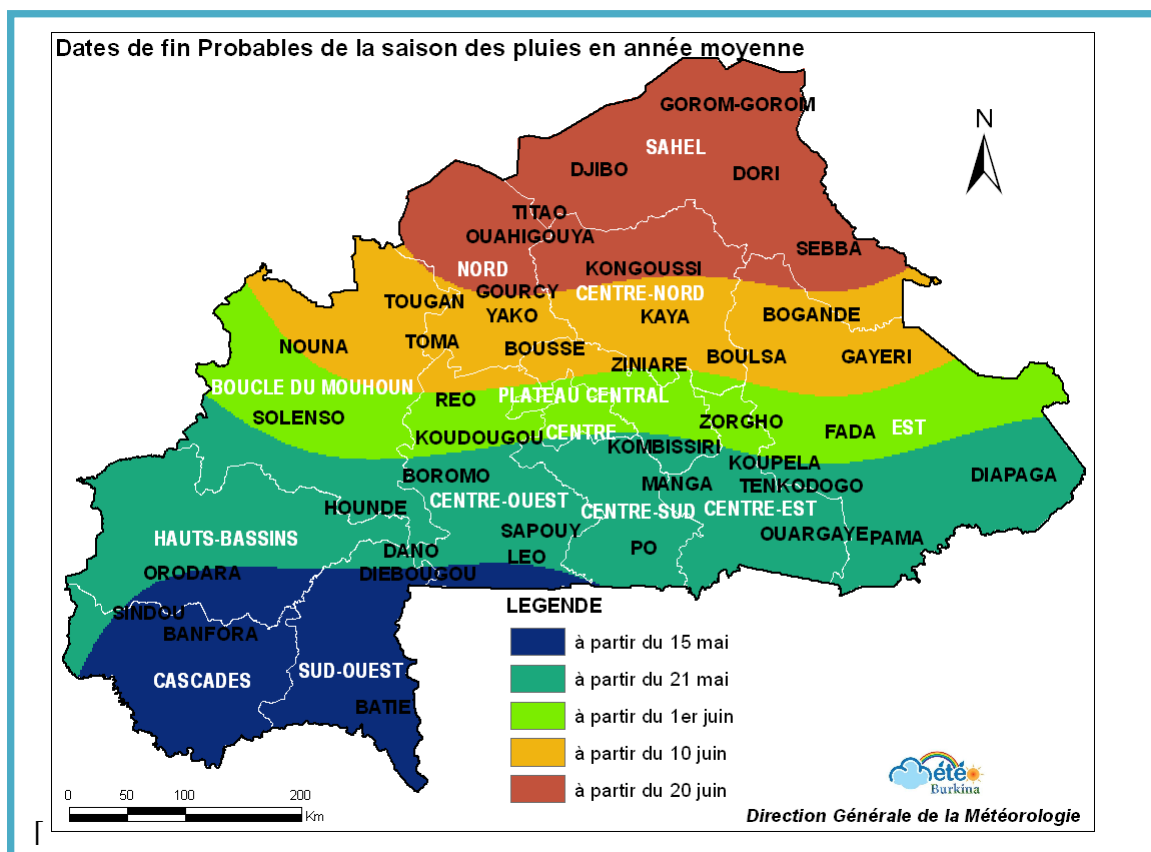 Dates de fin Probables de la saison des pluies en année moyenne
GOROM-GOROM
N
SAHEL
DJIBO
DORI
TITAO
OUAHIGOUYA
SEBBA
NORD
KONGOUSSI
GOURCY
CENTRE-NORD
TOUGAN
YAKO
KAYA
BOGANDE
NOUNA
TOMA
BOUSSE
ZINIARE
BOULSA
GAYERI
BOUCLE DU MOUHOUN
REO
PLATEAU CENTRAL
SOLENSO
ZORGHO
EST
KOUDOUGOU
CENTRE
FADA
KOMBISSIRI
KOUPELA
BOROMO
MANGA
TENKODOGO
DIAPAGA
HOUNDE
CENTRE-OUEST
CENTRE-SUD
CENTRE-EST
HAUTS-BASSINS
SAPOUY
OUARGAYE
PAMA
DANO
LEO
PO
ORODARA
DIEBOUGOU
SINDOU
BANFORA
CASCADES
SUD-OUEST
BATIE
LEGENDE
à partir du 15 mai
à partir du 21 mai
à partir du 1er juin
à partir du 10 juin
à partir du 20 juin
0 50 100 200
Km
Météo
Burkina
Direction Générale de la Météorologie